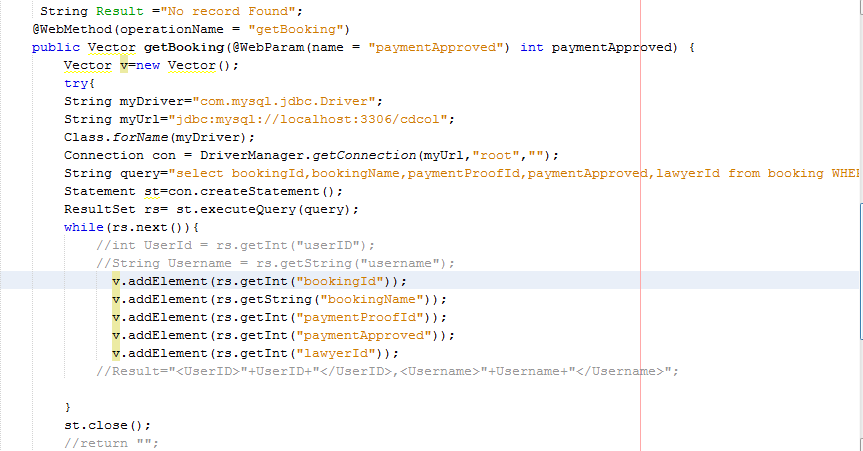 String Result ="No record Found";
@WebMethod(operationName = "getBooking")
public Vector getBooking(@WebParam(name = "paymentApproved") int paymentApproved) {
Vector v=new Vector();
try{
String myDriver="com.mysql.jdbc.Driver";
String myUrl="jdbc:mysql://localhost:3306/cdcol";
Class.forName(myDriver);
Connection con = DriverManager.getConnection(myUrl,"root","");
String query="select bookingId,bookingName,paymentProofId,paymentApproved,lawyerId from booking WHE
Statement st=con.createStatement();
ResultSet rs= st.executeQuery(query);
while(rs.next()){
//int UserId = rs.getInt("userID");
//String Username = rs.getString("username");
v.addElement(rs.getInt("bookingId"));
v.addElement(rs.getString("bookingName"));
v.addElement(rs.getInt("paymentProofId"));
v.addElement(rs.getInt("paymentApproved"));
v.addElement(rs.getInt("lawyerId"));
//Result="<UserID>"+UserID+"</UserID>,<Username>"+Username+"</Username>";
}
st.close();
//return "";